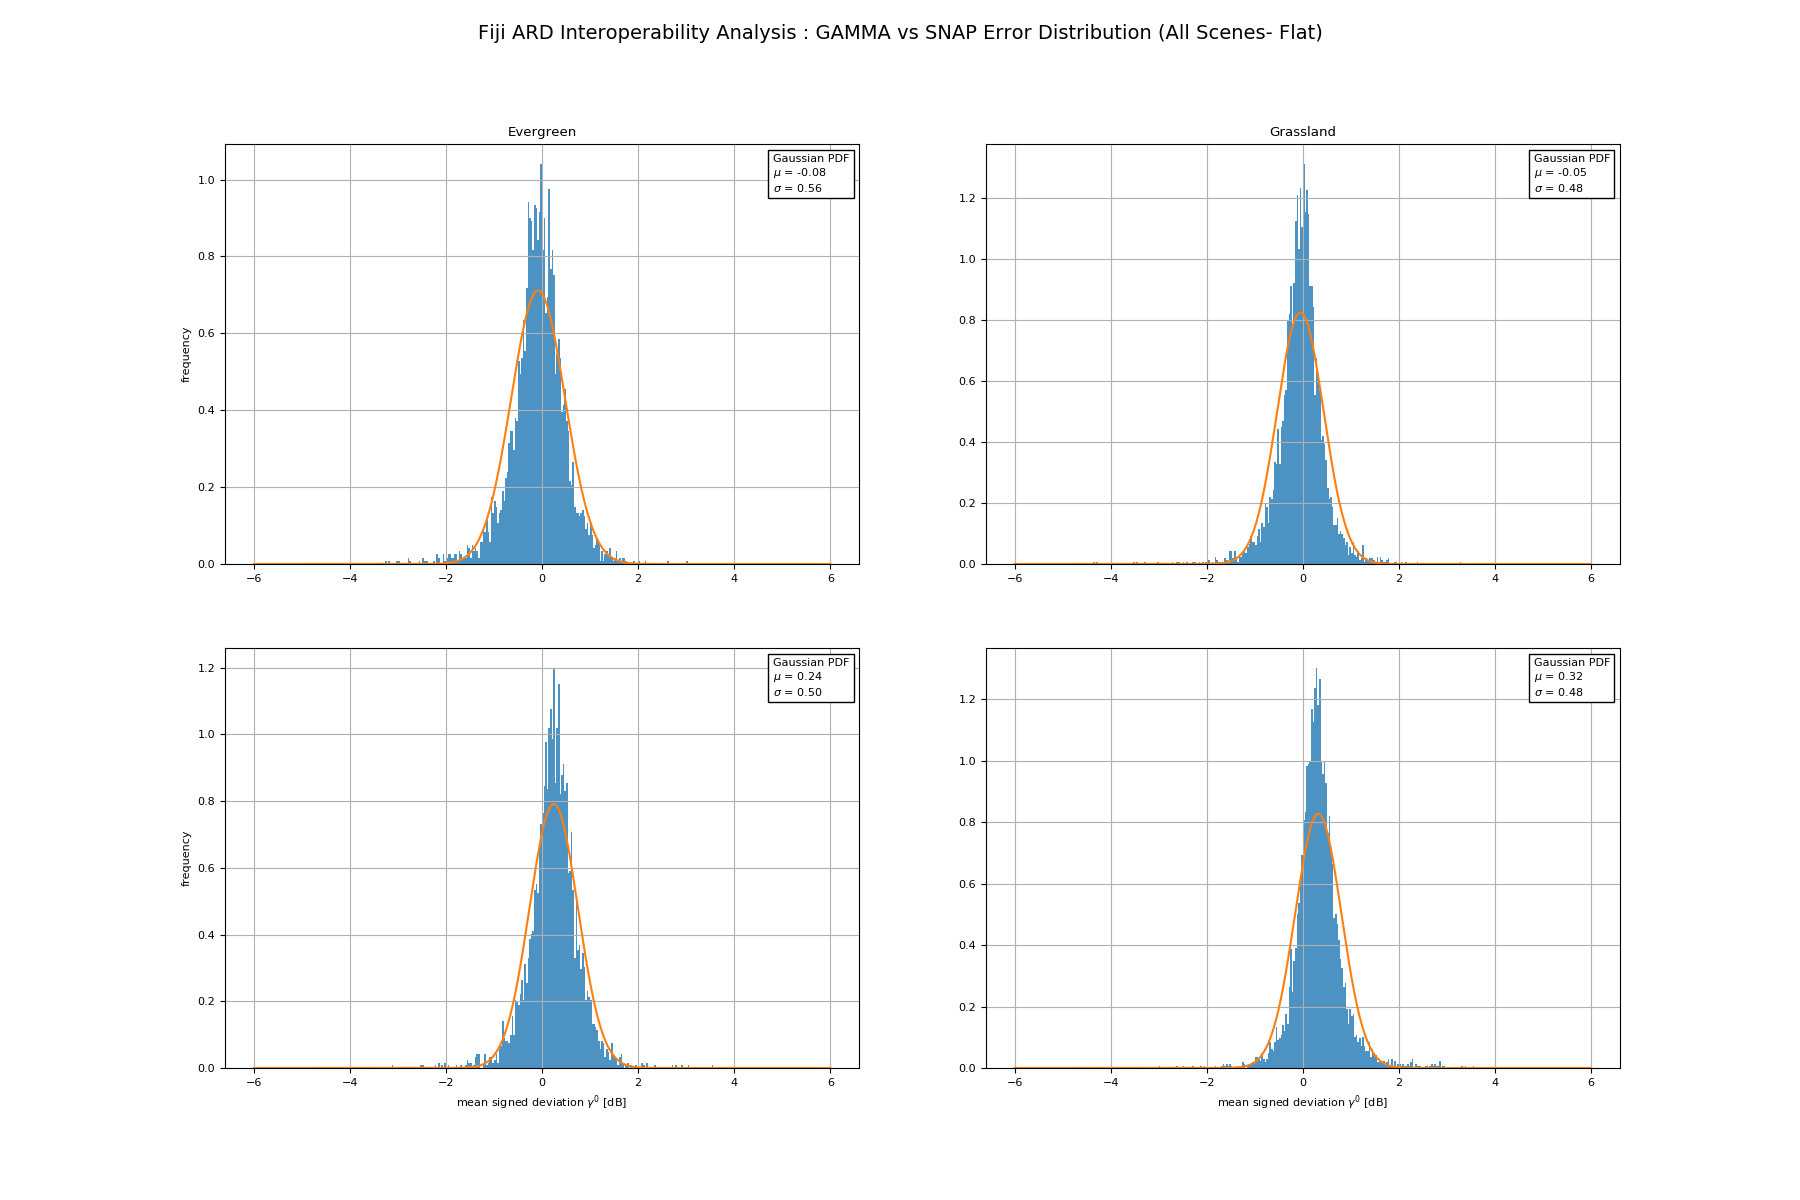 Fiji ARD Interoperability Analysis : GAMMA vs SNAP Error Distribution (All Scenes- Flat)
Evergreen
Gaussian PDF
μ = -0.08
σ = 0.56
1.0
0.8
0.6
0.4
0.2
0.0
frequency
−6 −4 −2 0 2 4 6
Grassland
Gaussian PDF
μ = -0.05
σ = 0.48
1.2
1.0
0.8
0.6
0.4
0.2
0.0
−6 −4 −2 0 2 4 6
Gaussian PDF
μ = 0.24
σ = 0.50
1.2
1.0
0.8
0.6
0.4
0.2
0.0
frequency
−6 −4 −2 0 2 4 6
mean signed deviation γ⁰ [dB]
Gaussian PDF
μ = 0.32
σ = 0.48
1.2
1.0
0.8
0.6
0.4
0.2
0.0
−6 −4 −2 0 2 4 6
mean signed deviation γ⁰ [dB]